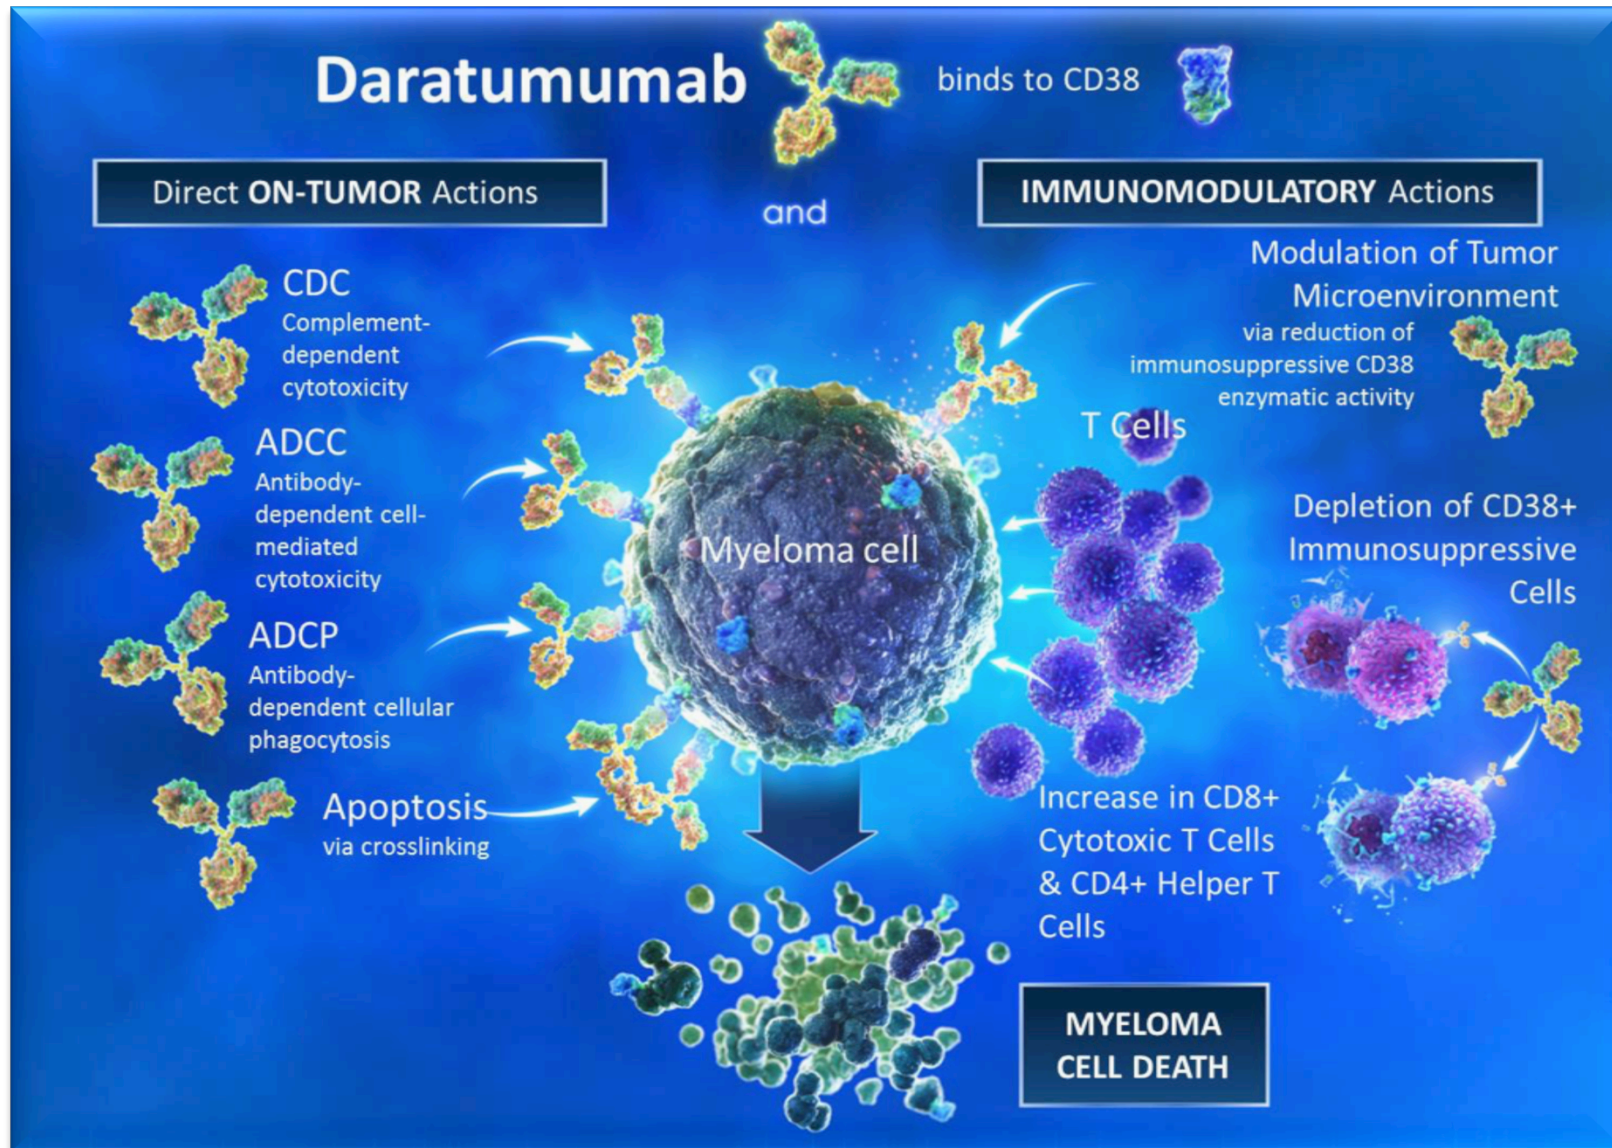 Daratumumab
binds to CD38
and
Direct ON-TUMOR Actions
CDC
Complement-
dependent
cytotoxicity
ADCC
Antibody-
dependent cell-
mediated
cytotoxicity
ADCP
Antibody-
dependent cellular
phagocytosis
Apoptosis
via crosslinking
Myeloma cell
IMMUNOMODULATORY Actions
Modulation of Tumor
Microenvironment
via reduction of
immunosuppressive CD38
enzymatic activity
T Cells
Depletion of CD38+
Immunosuppressive
Cells
Increase in CD8+
Cytotoxic T Cells
& CD4+ Helper T
Cells
MYELOMA
CELL DEATH